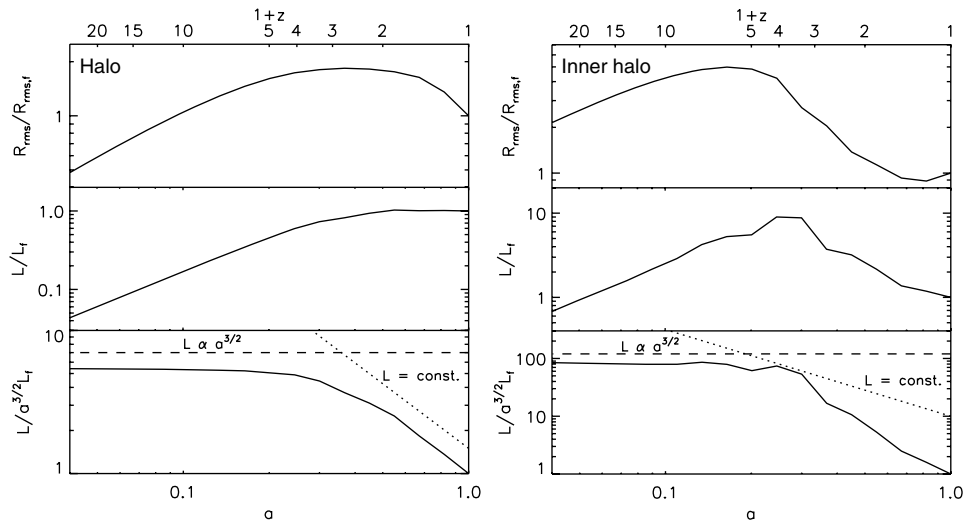 1+z
20 15 10 5 4 3 2 1
Halo
R_rms/R_rms,f
1
L/L_f
1.0
0.1
L/a^3/2 L_f
10
1
L ∝ a^3/2
L = const.
0.1 1.0
a
1+z
20 15 10 5 4 3 2 1
Inner halo
R_rms/R_rms,f
1
L/L_f
10
1
L/a^3/2 L_f
100
10
1
L ∝ a^3/2
L = const.
0.1 1.0
a